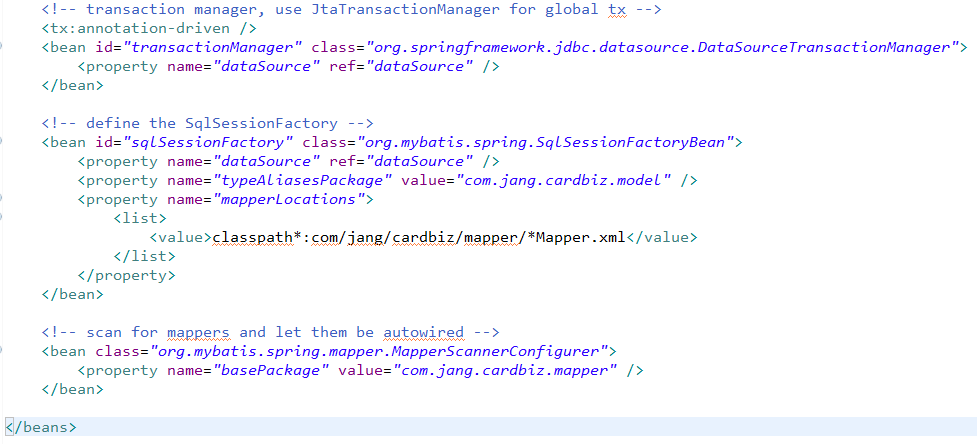 <!-- transaction manager, use JtaTransactionManager for global tx -->
<tx:annotation-driven />
<bean id="transactionManager" class="org.springframework.jdbc.datasource.DataSourceTransactionManager">
<property name="dataSource" ref="dataSource" />
</bean>
<!-- define the SqlSessionFactory -->
<bean id="sqlSessionFactory" class="org.mybatis.spring.SqlSessionFactoryBean">
<property name="dataSource" ref="dataSource" />
<property name="typeAliasesPackage" value="com.jang.cardbiz.model" />
<property name="mapperLocations">
<list>
<value>classpath*:com/jang/cardbiz/mapper/*Mapper.xml</value>
</list>
</property>
</bean>
<!-- scan for mappers and let them be autowired -->
<bean class="org.mybatis.spring.mapper.MapperScannerConfigurer">
<property name="basePackage" value="com.jang.cardbiz.mapper" />
</bean>
</beans>